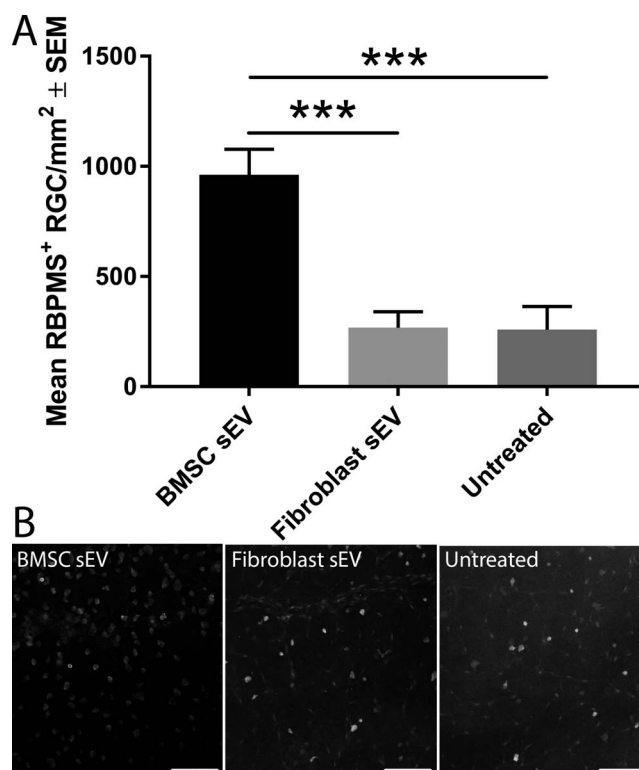 A
Mean RBPMS+ RGC/mm2 ± SEM
1500
1000
500
0
***
***
BMSC sEV
Fibroblast sEV
Untreated
B
BMSC sEV
Fibroblast sEV
Untreated